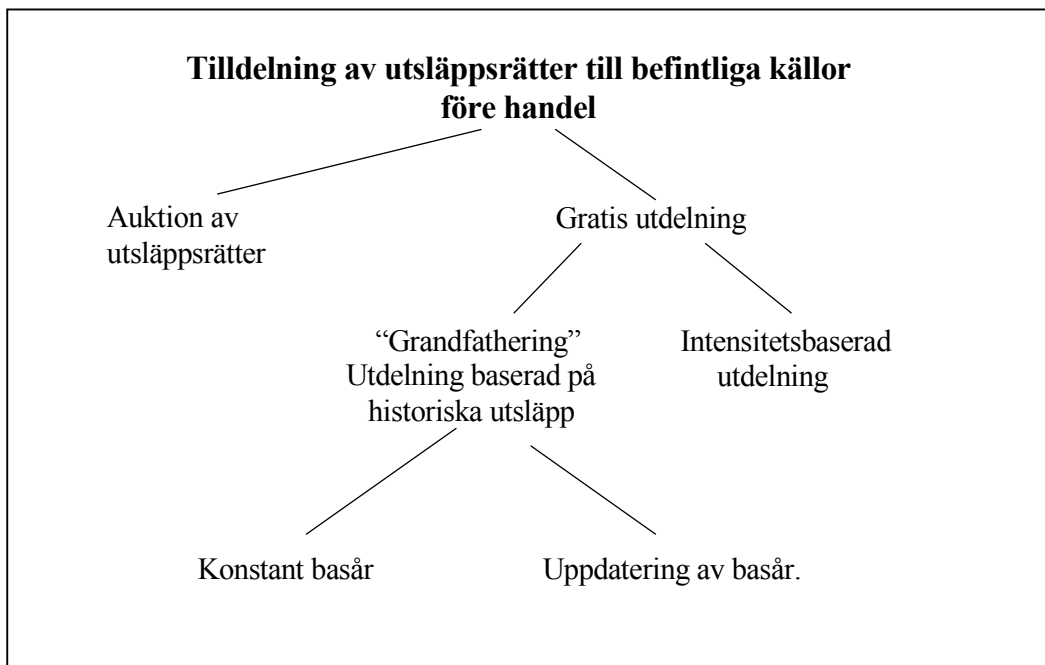 Tilldelning av utsläppsrätter till befintliga källor
före handel
Auktion av
utsläppsrätter
Gratis utdelning
“Grandfathering”
Utdelning baserad på
historiska utsläpp
Intensitetsbaserad
utdelning
Konstant basår
Uppdatering av basår.